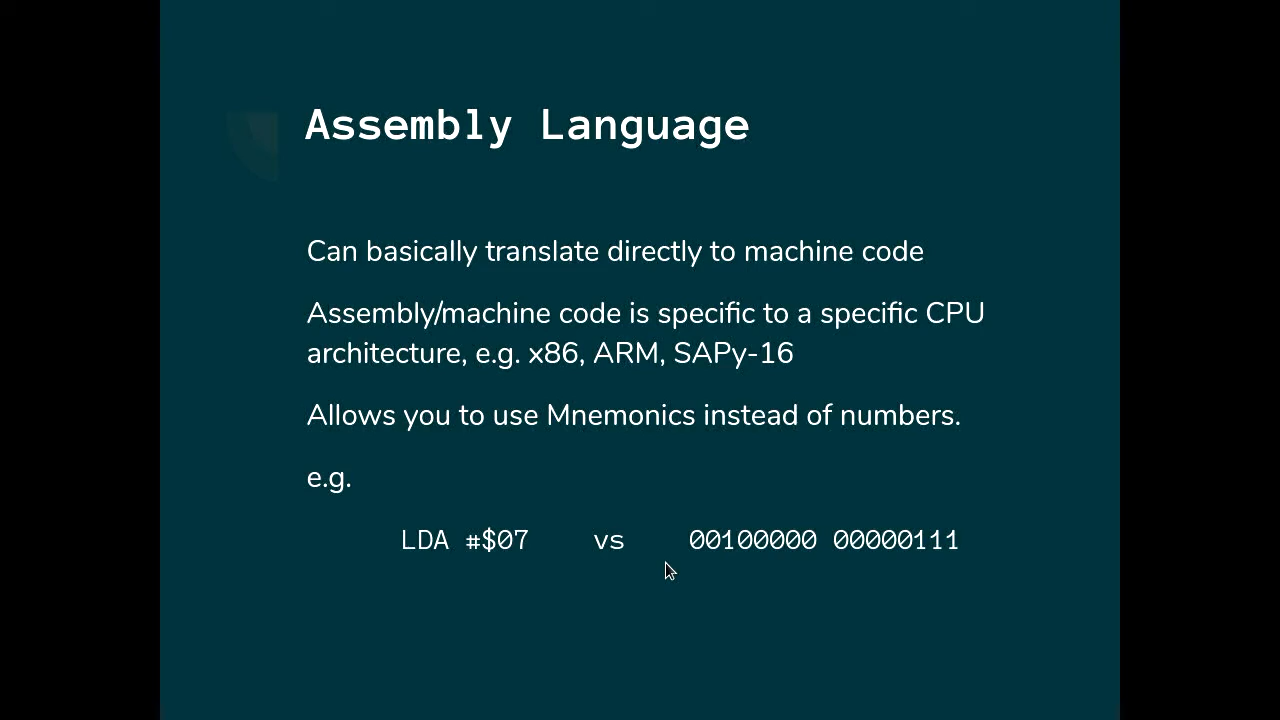 Assembly Language
Can basically translate directly to machine code
Assembly/machine code is specific to a specific CPU
architecture, e.g. x86, ARM, SAPy-16
Allows you to use Mnemonics instead of numbers.
e.g.
LDA #$07 vs 00100000 00000111